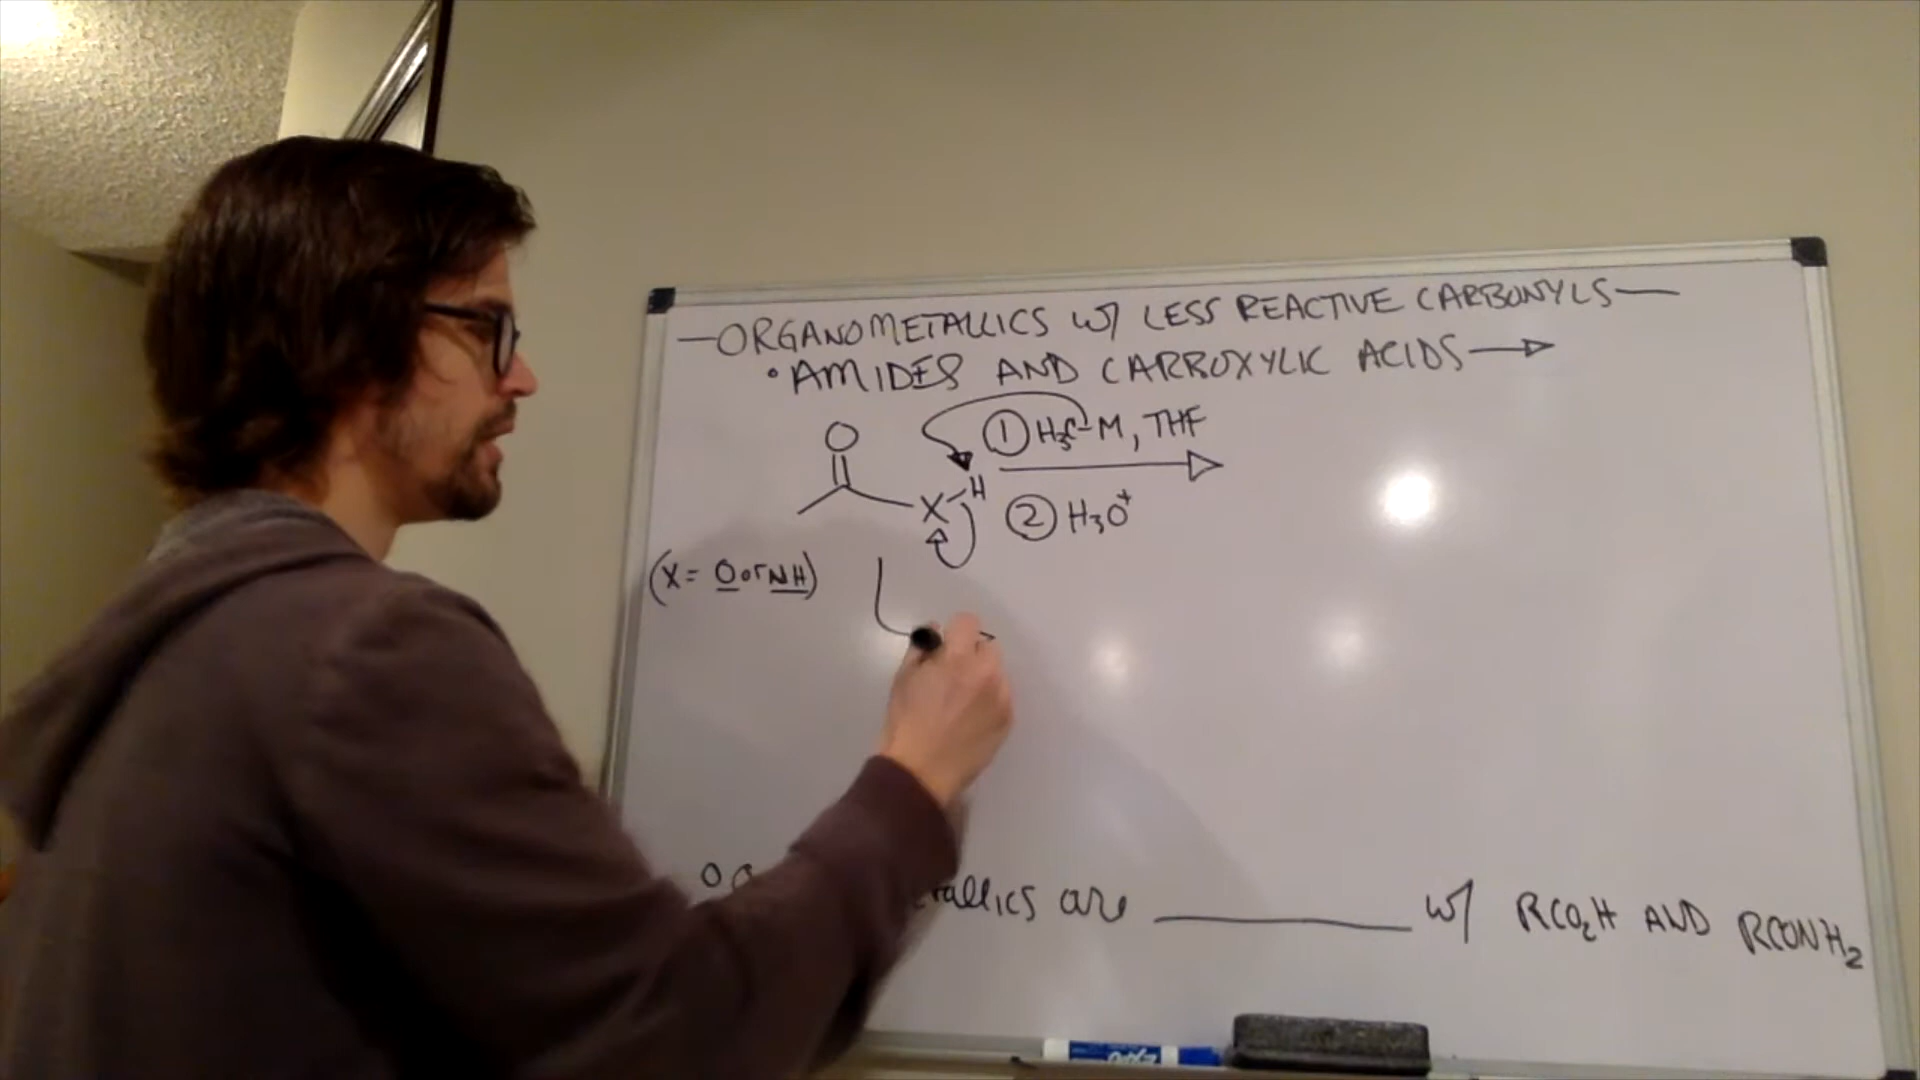 —ORGANOMETALLICS W/ LESS REACTIVE CARBONYLS—
• AMIDES AND CARBOXYLIC ACIDS→
① H₃C-M, THF
O
X-H
② H₃O⁺
(X= O or NH)
are ______ w/ RCO₂H AND RCONH₂
EXPO